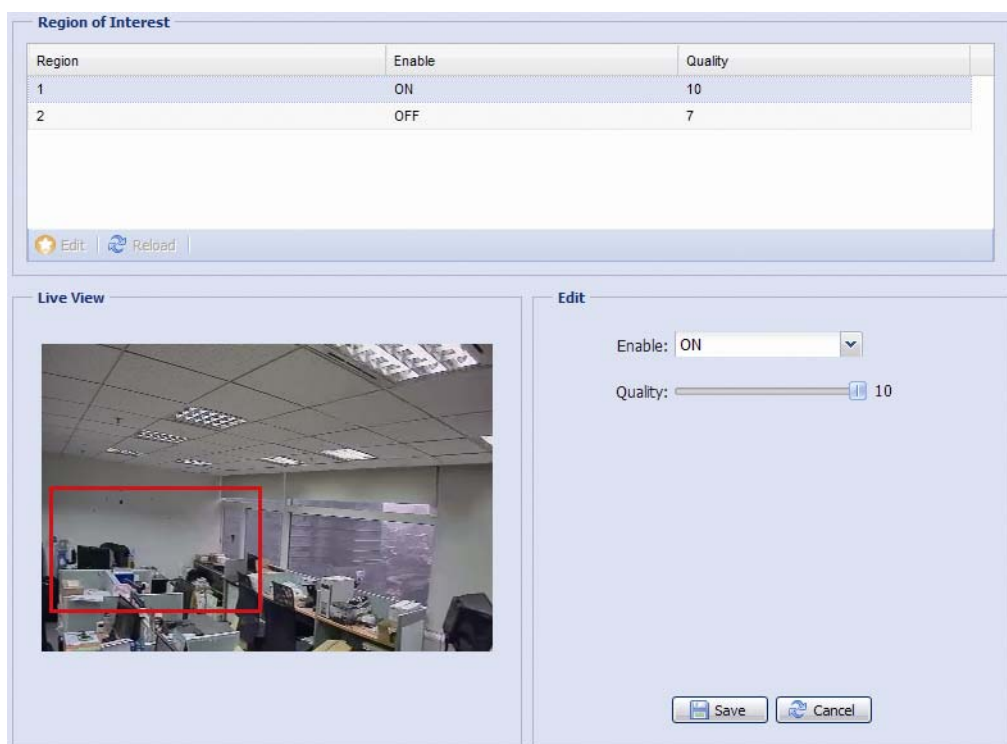 Region of Interest
Region Enable Quality
1 ON 10
2 OFF 7
Edit Reload
Live View
Edit
Enable: ON
Quality: 10
Save Cancel